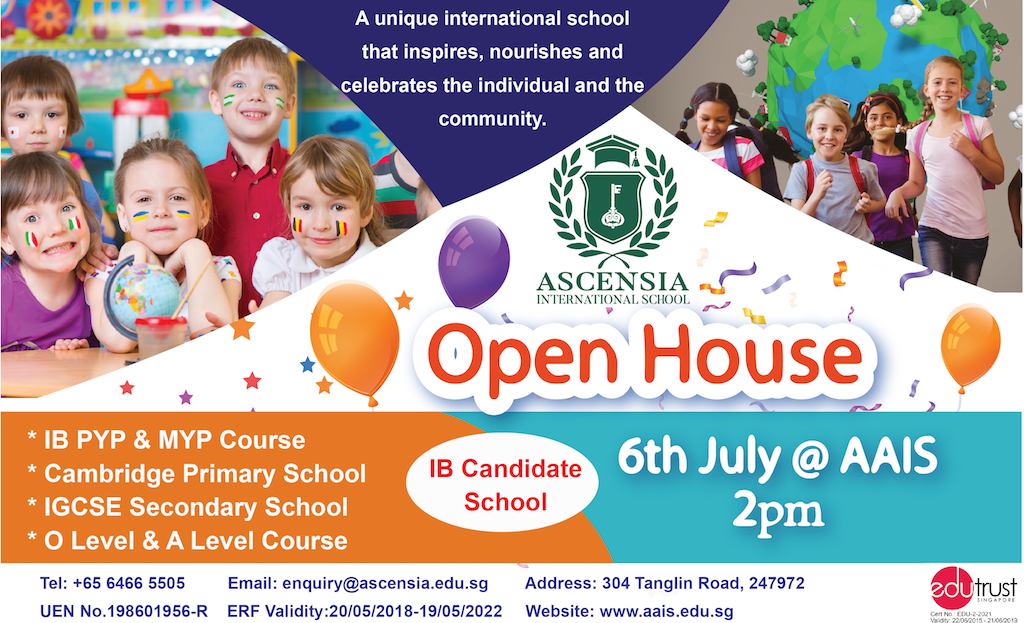 A unique international school
that inspires, nourishes and
celebrates the individual and the
community.
ASCENSIA
INTERNATIONAL SCHOOL
Open House
* IB PYP & MYP Course
* Cambridge Primary School
* IGCSE Secondary School
* O Level & A Level Course
IB Candidate
School
6th July @ AAIS
2pm
Tel: +65 6466 5505 Email: enquiry@ascensia.edu.sg Address: 304 Tanglin Road, 247972
UEN No.198601956-R ERF Validity:20/05/2018-19/05/2022 Website: www.aais.edu.sg
edutrust
SINGAPORE
Cert No.: EDU-2-2021
Validity: 22/06/2015 - 21/06/2019